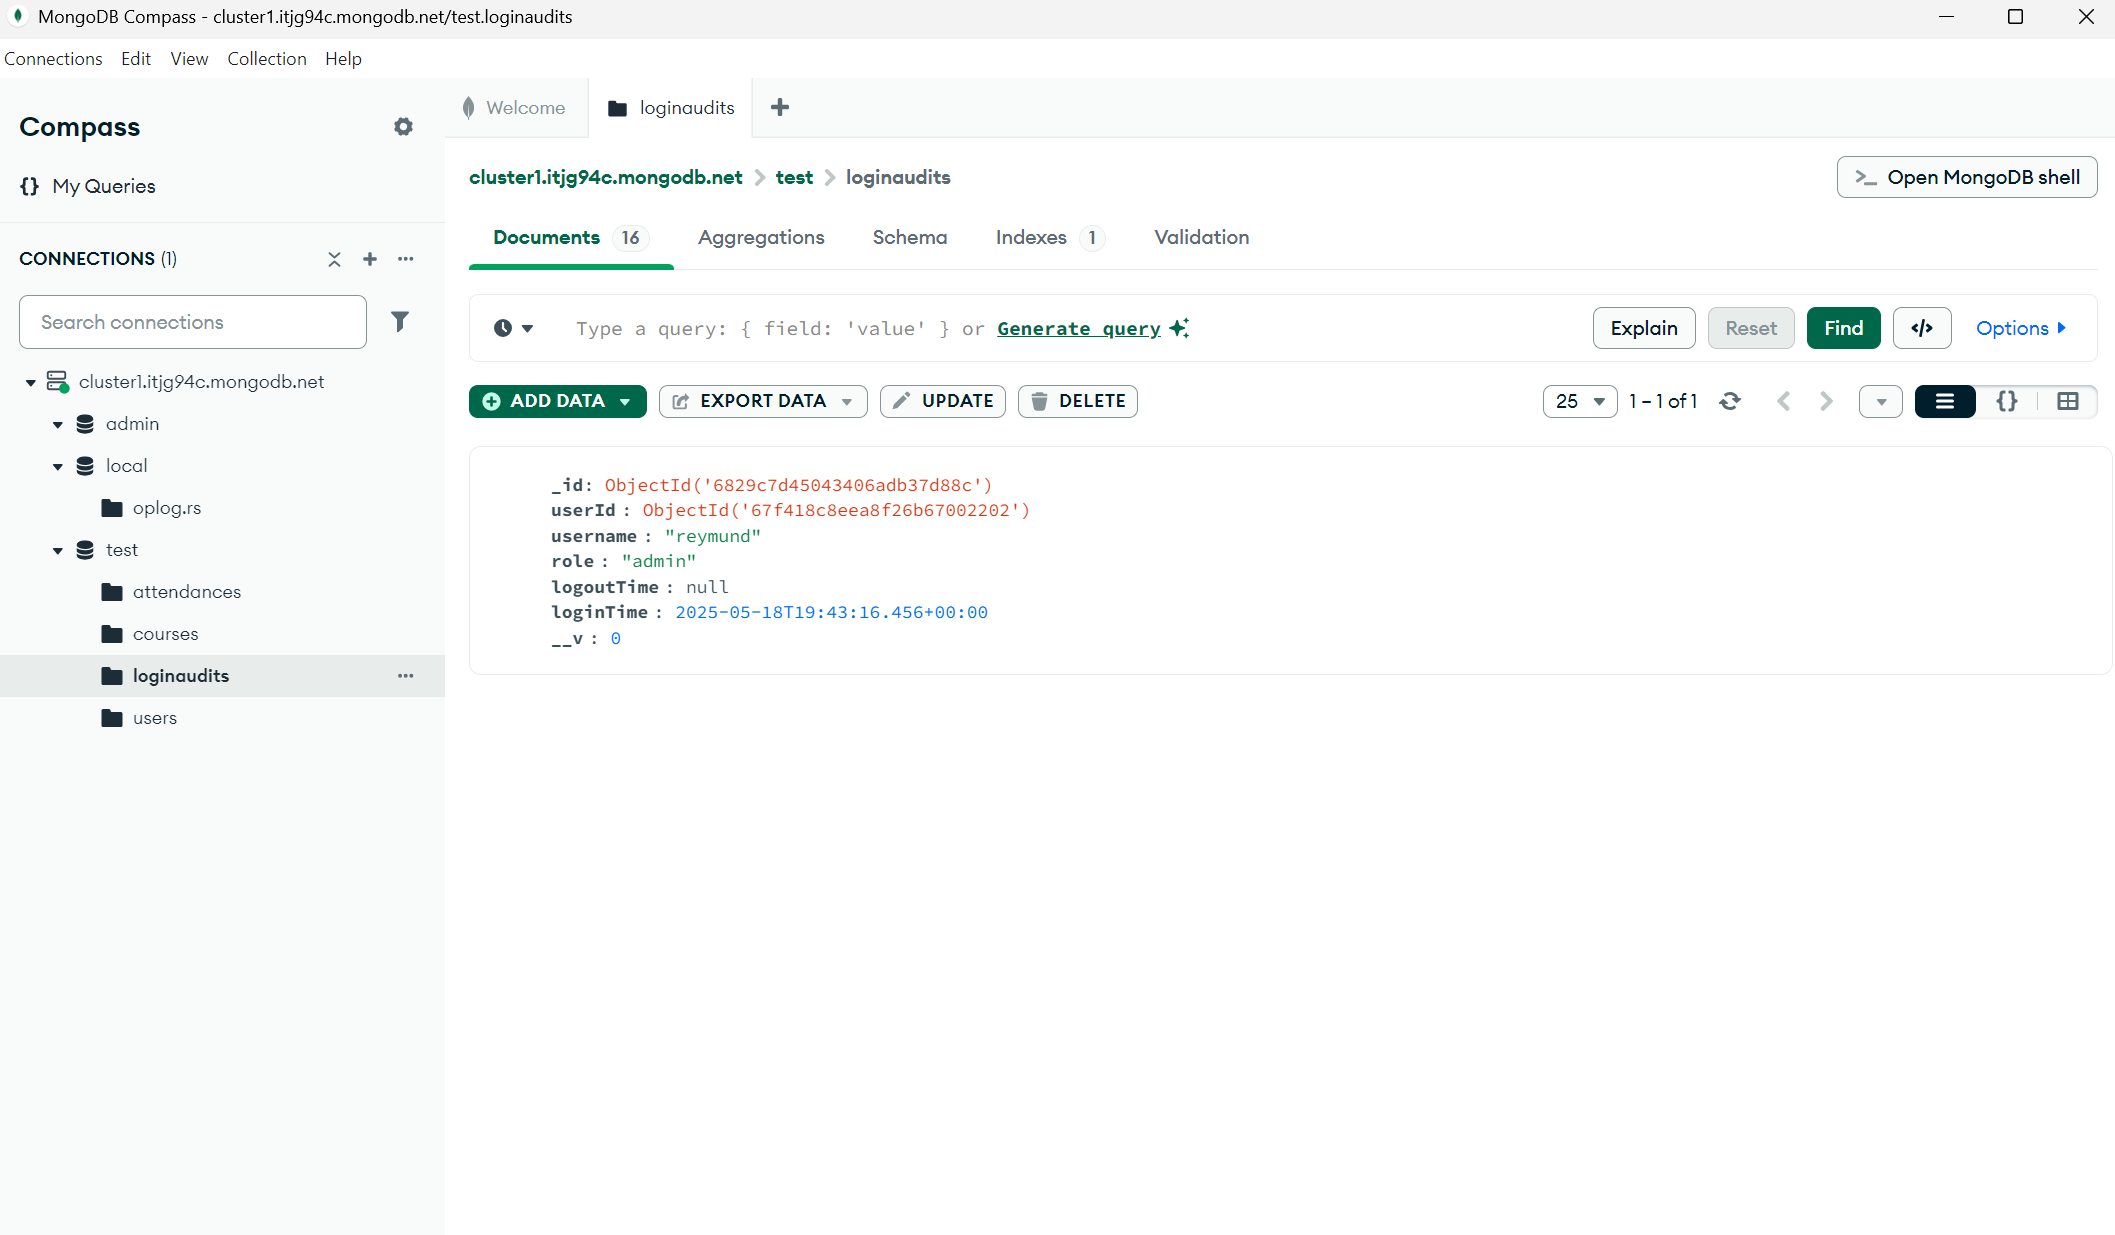 MongoDB Compass - cluster1.itjg94c.mongodb.net/test.loginaudits
Connections Edit View Collection Help
Compass
My Queries
CONNECTIONS (1)
Search connections
cluster1.itjg94c.mongodb.net
admin
local
oplog.rs
test
attendances
courses
loginaudits
users
Welcome
loginaudits
cluster1.itjg94c.mongodb.net > test > loginaudits
>_ Open MongoDB shell
Documents 16 Aggregations Schema Indexes 1 Validation
Type a query: { field: 'value' } or Generate query
Explain Reset Find </> Options
ADD DATA EXPORT DATA UPDATE DELETE
25 1 – 1 of 1 {}
_id: ObjectId('6829c7d45043406adb37d88c')
userId : ObjectId('67f418c8eea8f26b67002202')
username : "reymund"
role : "admin"
logoutTime : null
loginTime : 2025-05-18T19:43:16.456+00:00
__v : 0